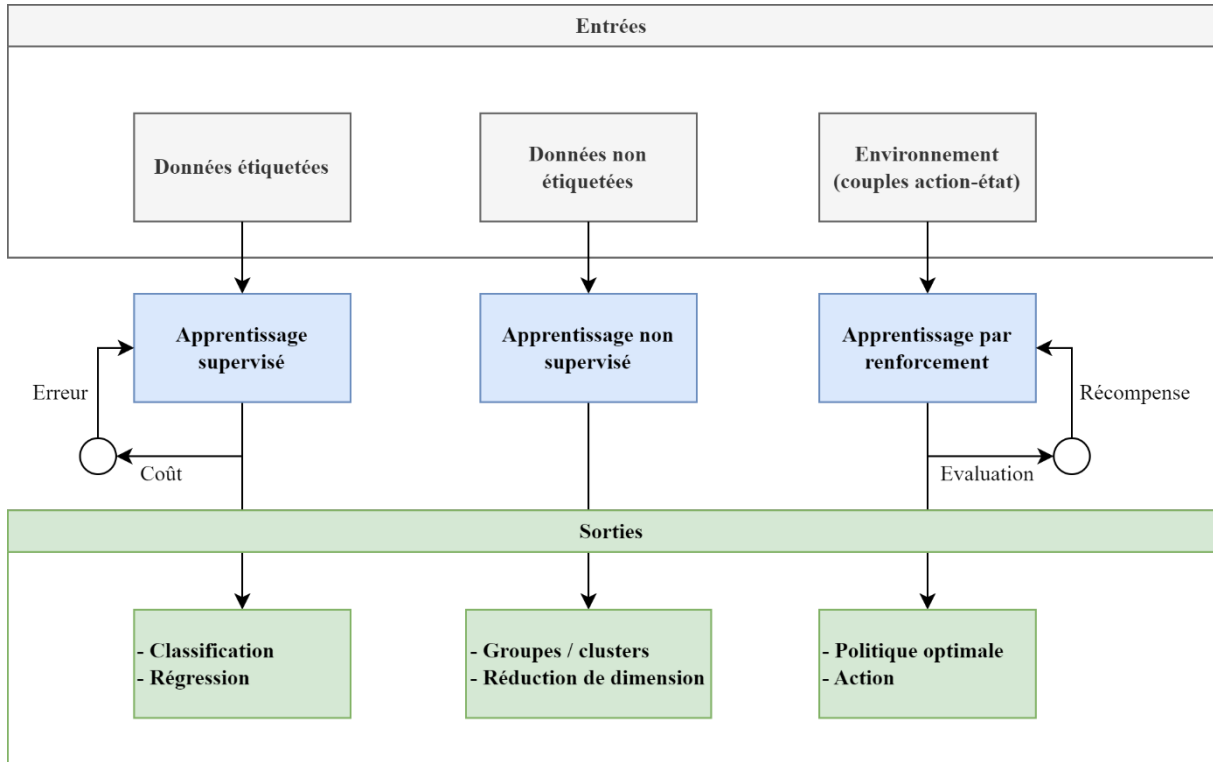 Entrées
Données étiquetées
Données non
étiquetées
Environnement
(couples action-état)
Apprentissage
supervisé
Apprentissage non
supervisé
Apprentissage par
renforcement
Erreur
Récompense
Coût
Evaluation
Sorties
- Classification
- Régression
- Groupes / clusters
- Réduction de dimension
- Politique optimale
- Action